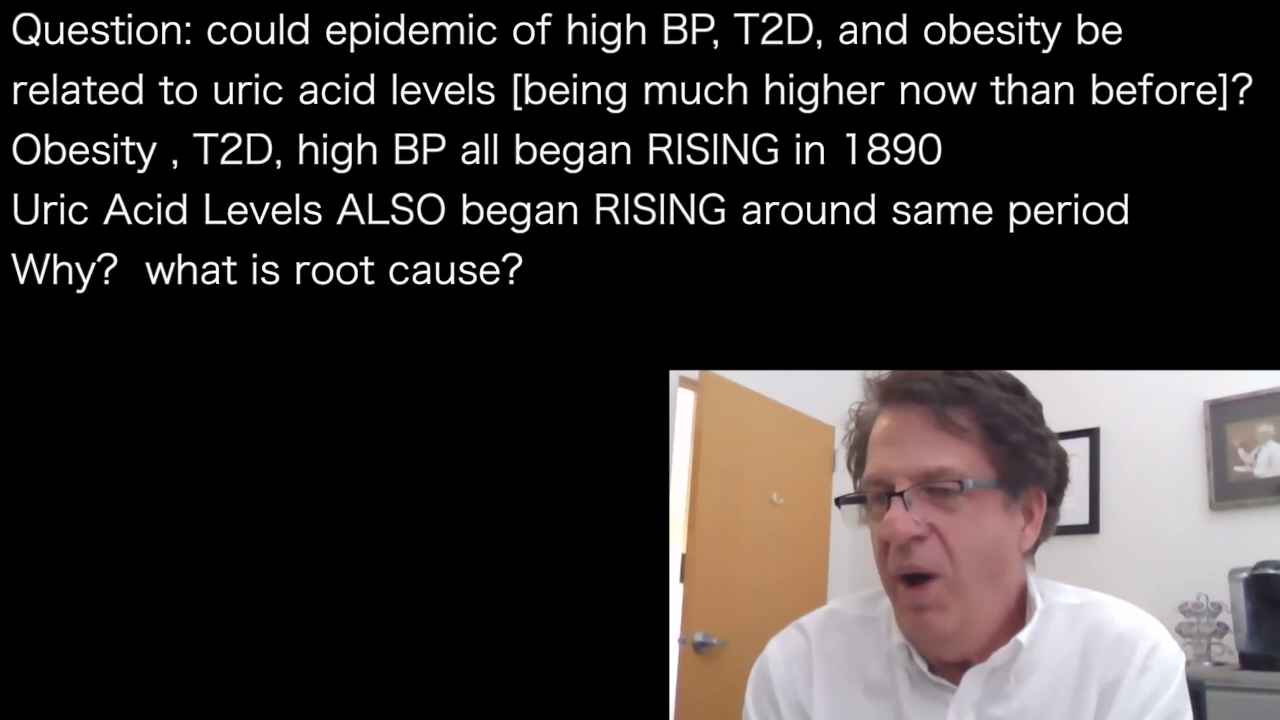 Question: could epidemic of high BP, T2D, and obesity be
related to uric acid levels [being much higher now than before]?
Obesity , T2D, high BP all began RISING in 1890
Uric Acid Levels ALSO began RISING around same period
Why?  what is root cause?